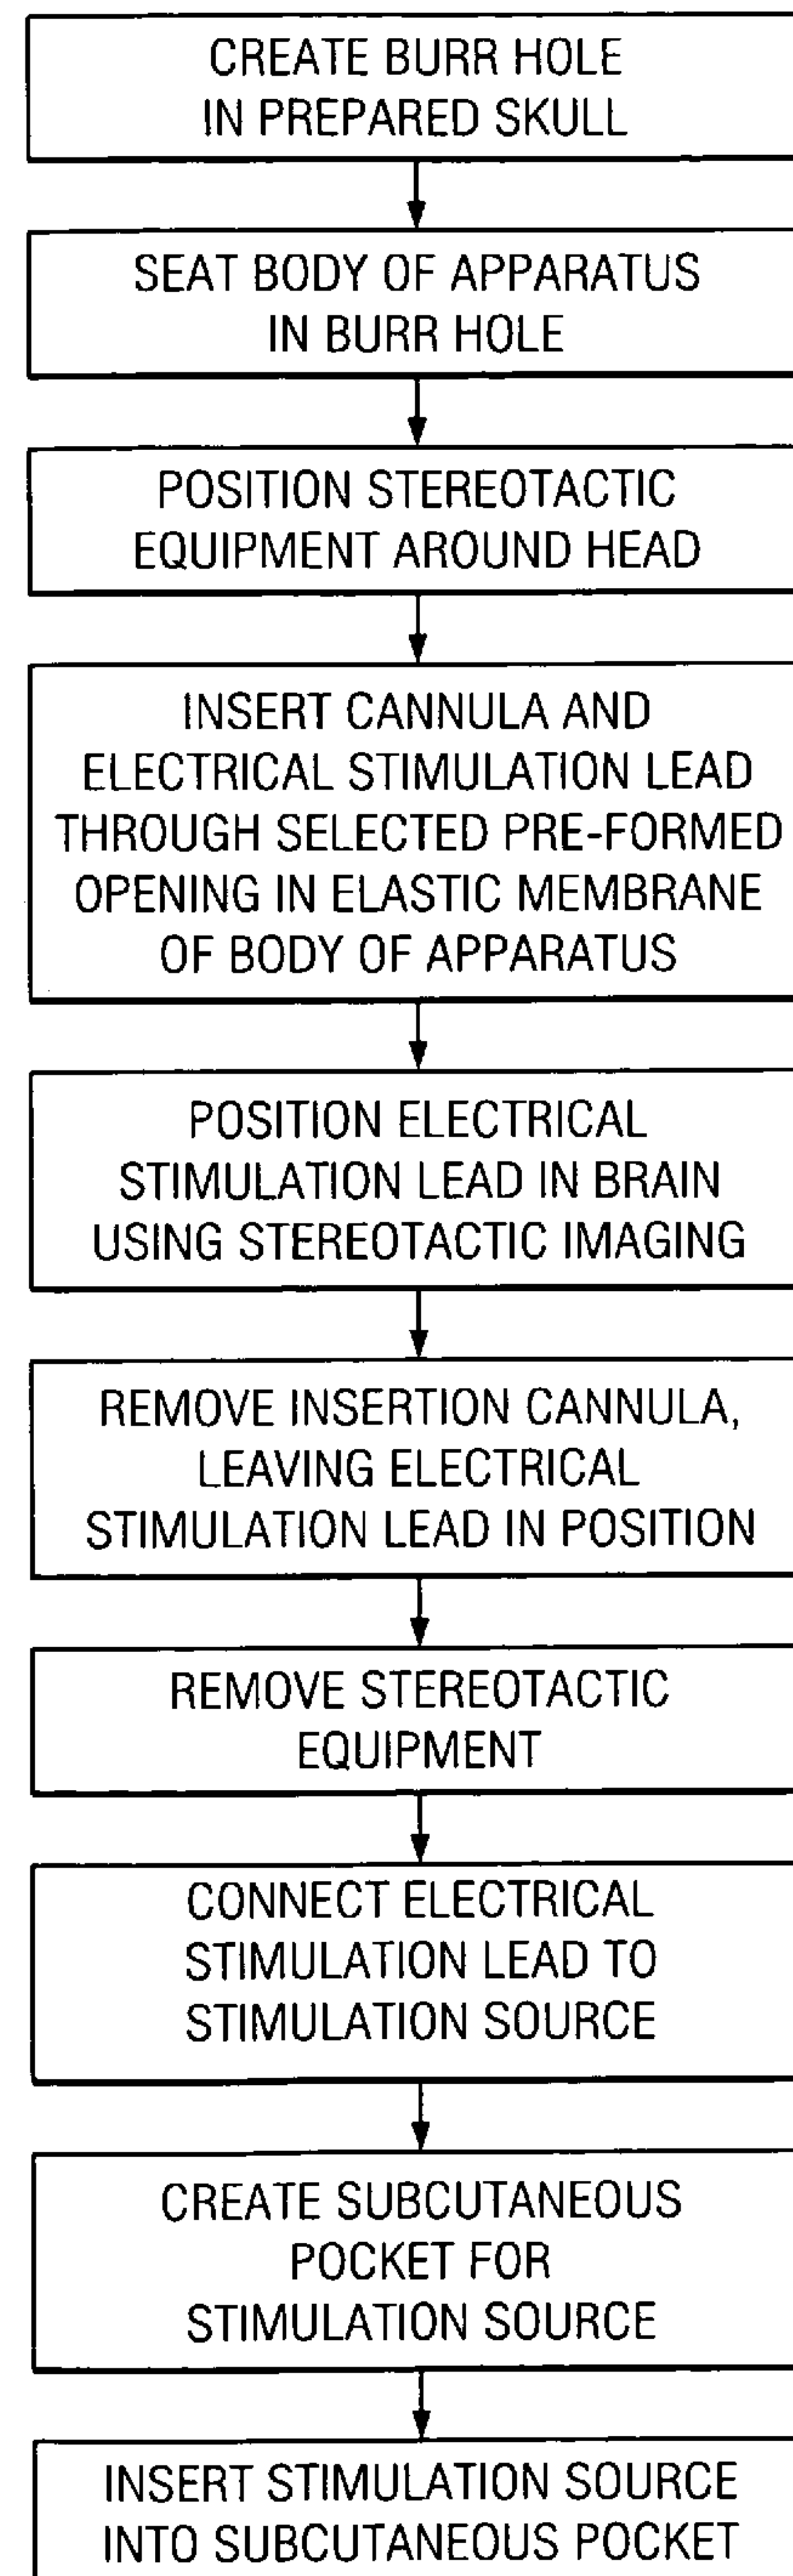 CREATE BURR HOLE
IN PREPARED SKULL
SEAT BODY OF APPARATUS
IN BURR HOLE
POSITION STEREOTACTIC
EQUIPMENT AROUND HEAD
INSERT CANNULA AND
ELECTRICAL STIMULATION LEAD
THROUGH SELECTED PRE-FORMED
OPENING IN ELASTIC MEMBRANE
OF BODY OF APPARATUS
POSITION ELECTRICAL
STIMULATION LEAD IN BRAIN
USING STEREOTACTIC IMAGING
REMOVE INSERTION CANNULA,
LEAVING ELECTRICAL
STIMULATION LEAD IN POSITION
REMOVE STEREOTACTIC
EQUIPMENT
CONNECT ELECTRICAL
STIMULATION LEAD TO
STIMULATION SOURCE
CREATE SUBCUTANEOUS
POCKET FOR
STIMULATION SOURCE
INSERT STIMULATION SOURCE
INTO SUBCUTANEOUS POCKET